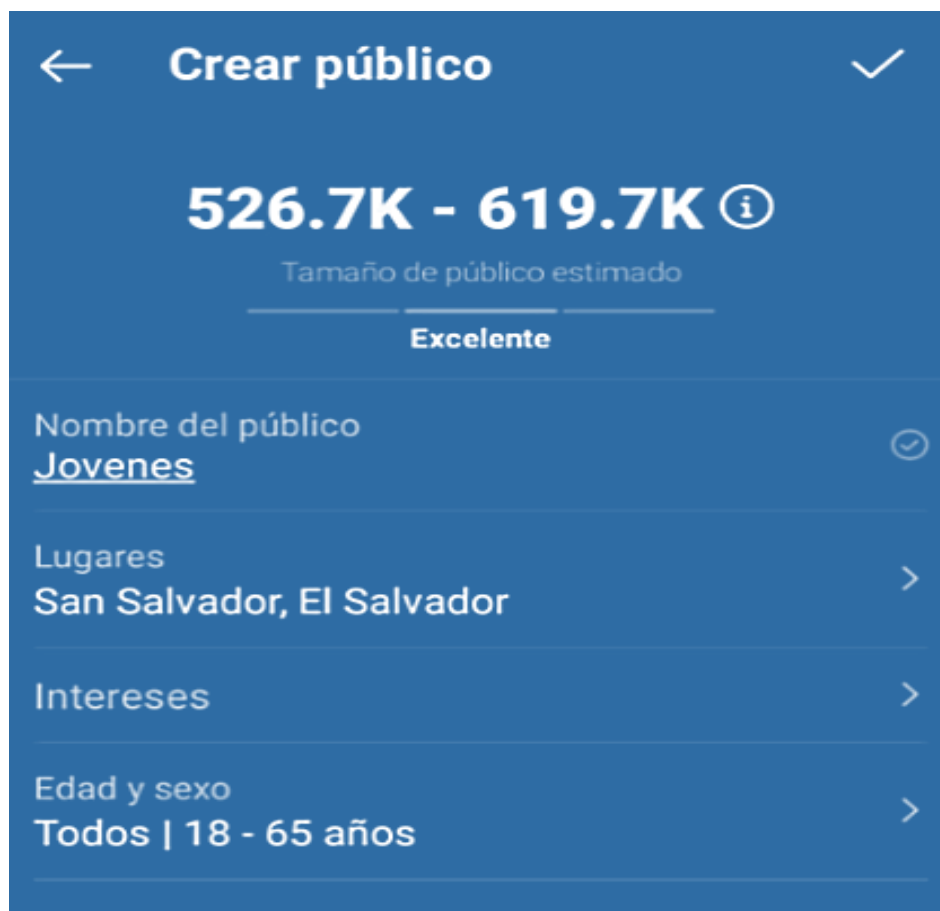 Crear público
526.7K - 619.7K
Tamaño de público estimado
Excelente
Nombre del público
Jovenes
Lugares
San Salvador, El Salvador
Intereses
Edad y sexo
Todos | 18 - 65 años